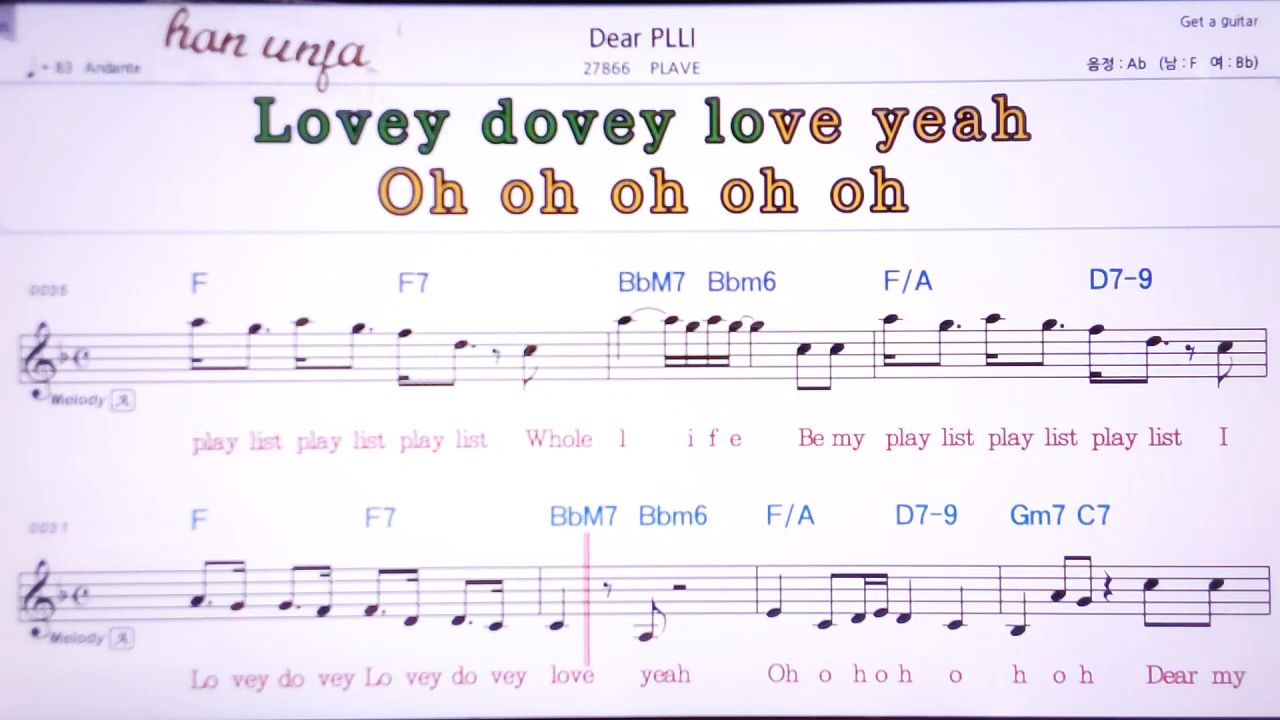 han unja
Dear PLLI
Get a guitar
♩ = 83 Andante
27866 PLAVE
음정 : Ab (남 : F 여 : Bb)
Lovey dovey love yeah
Oh oh oh oh oh
F F7 BbM7 Bbm6 F/A D7-9
Melody
play list play list play list Whole l i f e Be my play list play list play list I
F F7 BbM7 Bbm6 F/A D7-9 Gm7 C7
Melody
Lo vey do vey Lo vey do vey love yeah Oh o h o h o h o h Dear my